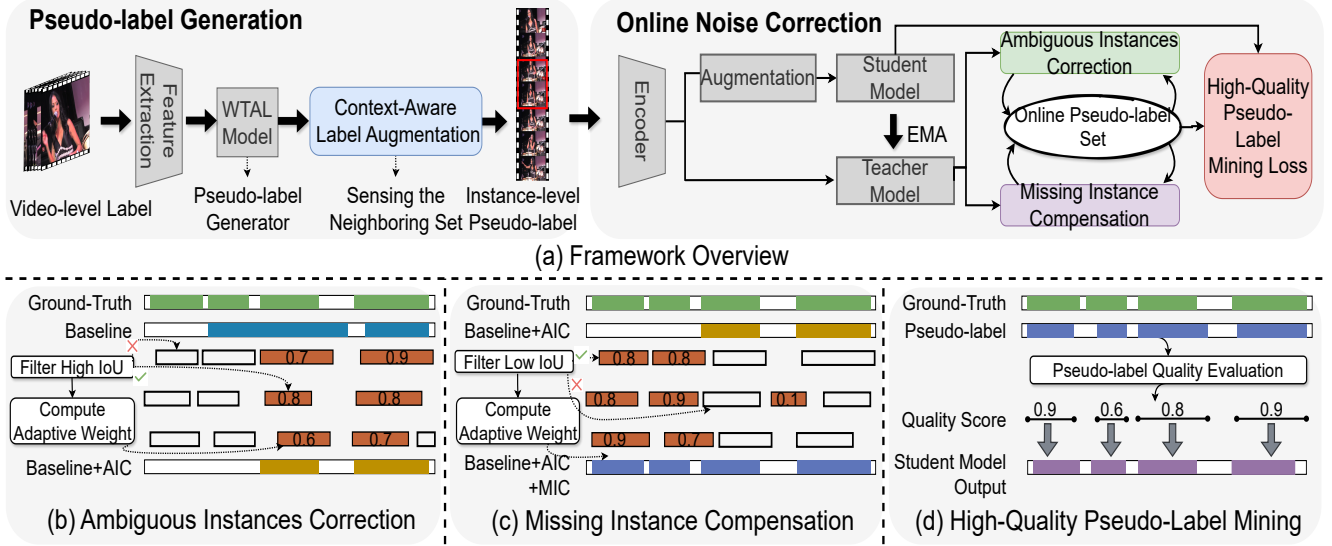 Pseudo-label Generation
Feature
Extraction
WTAL
Model
Context-Aware
Label Augmentation
Video-level Label
Pseudo-label
Generator
Sensing the
Neighboring Set
Instance-level
Pseudo-label
Online Noise Correction
Encoder
Augmentation
Student
Model
EMA
Teacher
Model
Ambiguous Instances
Correction
Online Pseudo-label
Set
Missing Instance
Compensation
High-Quality
Pseudo-
Label
Mining Loss
(a) Framework Overview
Ground-Truth
Baseline
Filter High IoU
Compute
Adaptive Weight
Baseline+AIC
0.7
0.9
0.8
0.8
0.6
0.7
(b) Ambiguous Instances Correction
Ground-Truth
Baseline+AIC
Filter Low IoU
Compute
Adaptive Weight
Baseline+AIC
+MIC
0.8
0.8
0.8
0.9
0.1
0.9
0.7
(c) Missing Instance Compensation
Ground-Truth
Pseudo-label
Pseudo-label Quality Evaluation
Quality Score
0.9
0.6
0.8
0.9
Student Model
Output
(d) High-Quality Pseudo-Label Mining